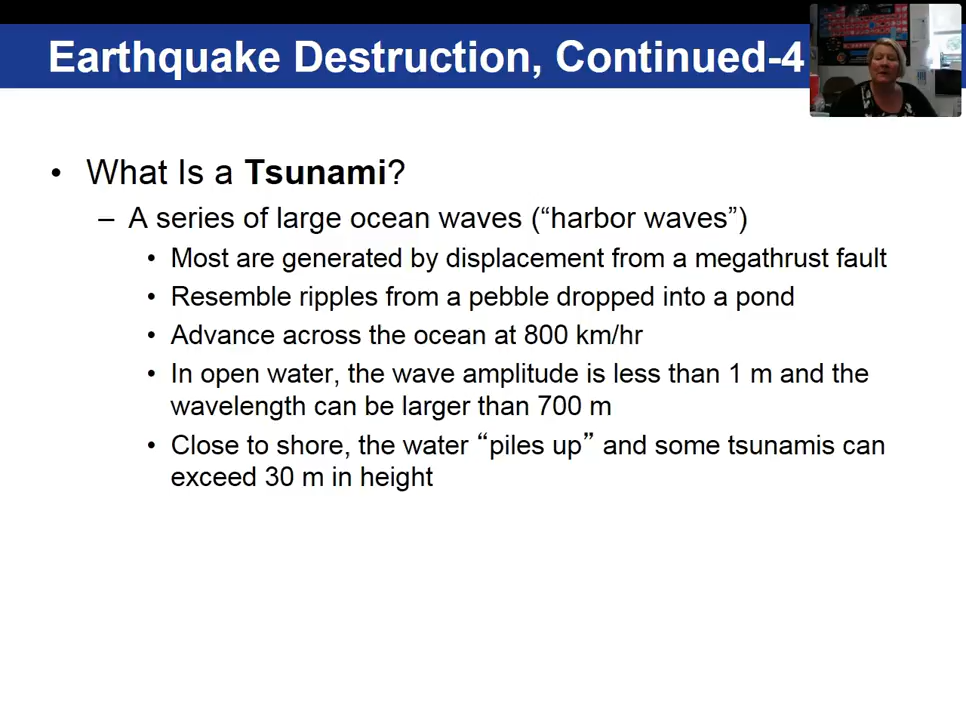 Earthquake Destruction, Continued-4
• What Is a Tsunami?
– A series of large ocean waves (“harbor waves”)
• Most are generated by displacement from a megathrust fault
• Resemble ripples from a pebble dropped into a pond
• Advance across the ocean at 800 km/hr
• In open water, the wave amplitude is less than 1 m and the
wavelength can be larger than 700 m
• Close to shore, the water “piles up” and some tsunamis can
exceed 30 m in height